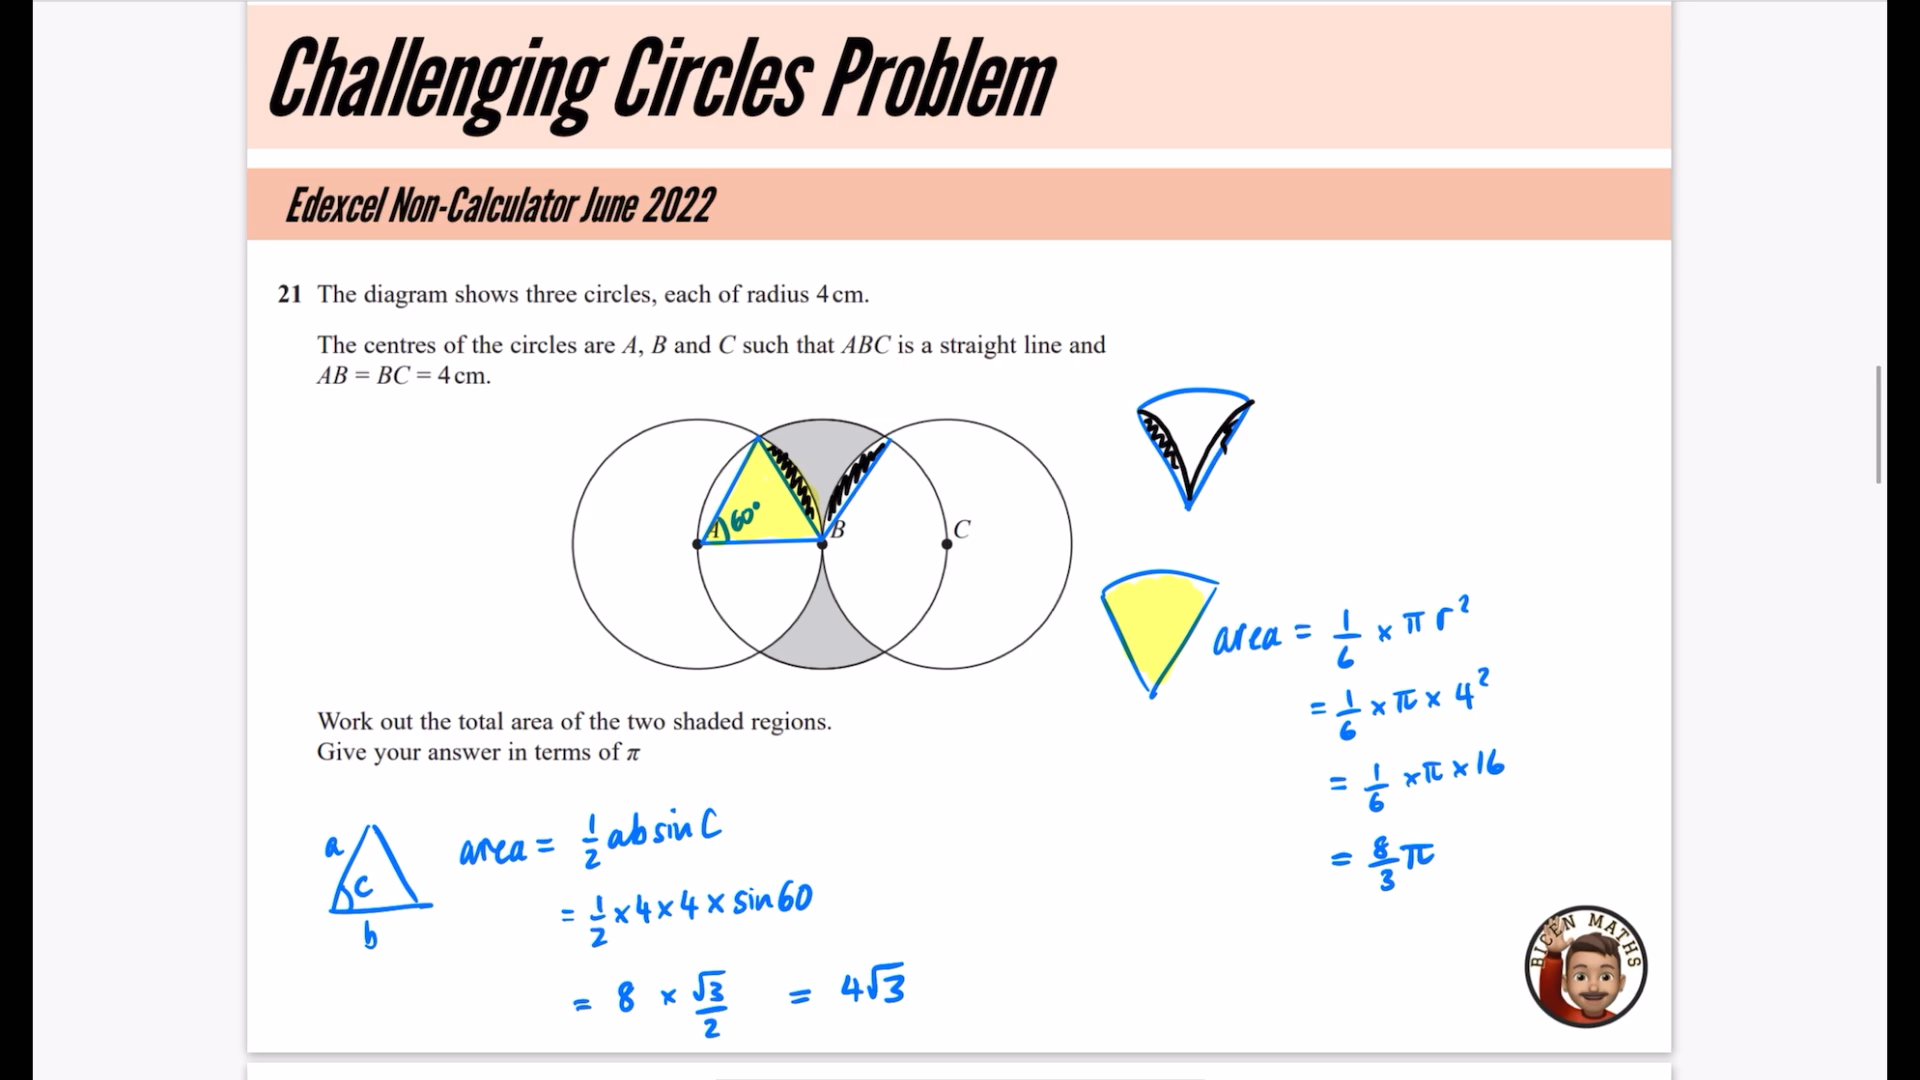 Challenging Circles Problem
Edexcel Non-Calculator June 2022
21 The diagram shows three circles, each of radius 4 cm.
The centres of the circles are A, B and C such that ABC is a straight line and
AB = BC = 4 cm.
A 60° B C
Work out the total area of the two shaded regions.
Give your answer in terms of π
area = 1/6 × π r²
= 1/6 × π × 4²
= 1/6 × π × 16
= 8/3 π
a
c
b
area = 1/2 ab sin C
= 1/2 × 4 × 4 × sin 60
= 8 × √3/2 = 4√3
BICEN MATHS